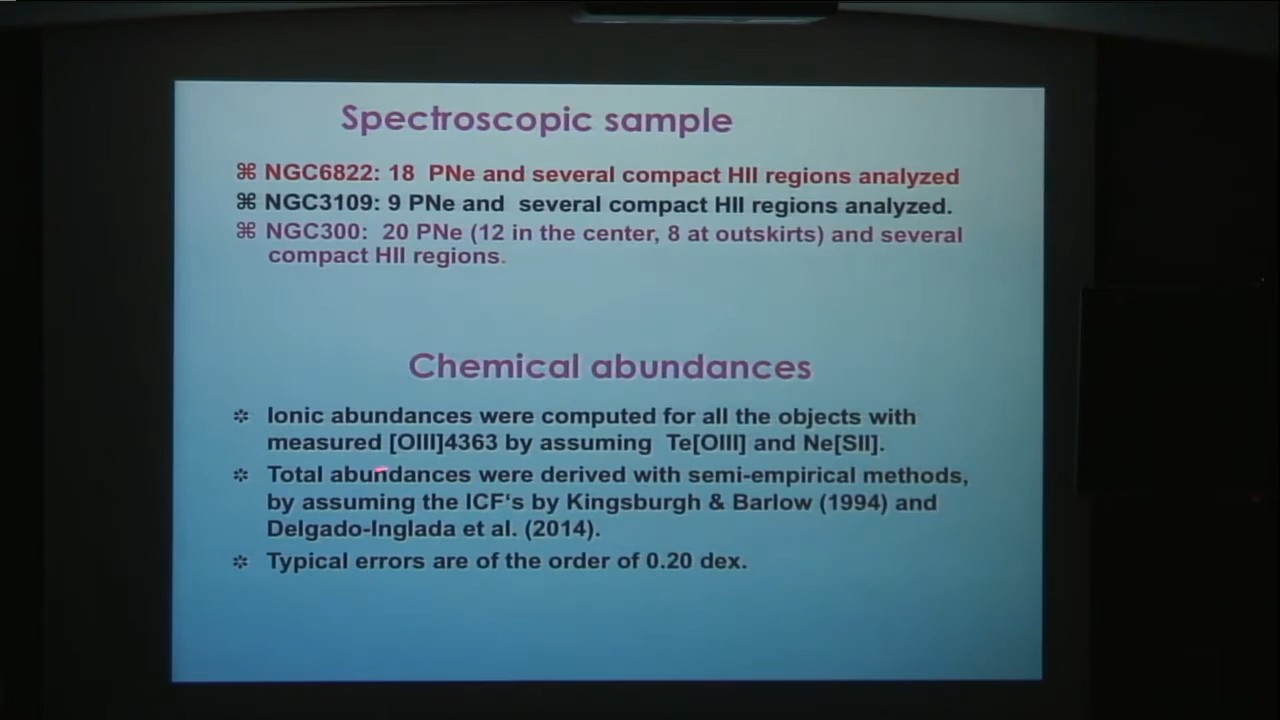 Spectroscopic sample
⌘ NGC6822: 18 PNe and several compact HII regions analyzed
⌘ NGC3109: 9 PNe and several compact HII regions analyzed.
⌘ NGC300: 20 PNe (12 in the center, 8 at outskirts) and several
compact HII regions.
Chemical abundances
✼ Ionic abundances were computed for all the objects with
measured [OIII]4363 by assuming Te[OIII] and Ne[SII].
✼ Total abundances were derived with semi-empirical methods,
by assuming the ICF‘s by Kingsburgh & Barlow (1994) and
Delgado-Inglada et al. (2014).
✼ Typical errors are of the order of 0.20 dex.